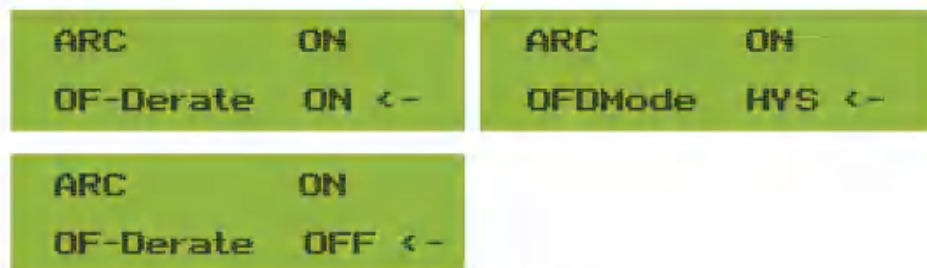 ARC ON
OF-Derate ON <-
ARC ON
OFDMode HYS <-
ARC ON
OF-Derate OFF <-